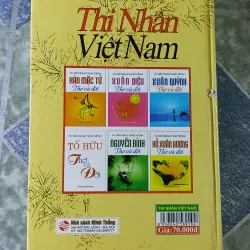 Thi Nhân
Việt Nam
HÀN MẶC TỬ
Thơ và đời
XUÂN DIỆU
Thơ và đời
XUÂN QUỲNH
Thơ và đời
TỐ HỮU
Thơ
và
Đời
NGUYỄN BÍNH
Thơ và đời
HỒ XUÂN HƯƠNG
Thơ và đời
Nhà sách Minh Thắng
THI NHÂN VIỆT NAM
Giá: 70.000đ